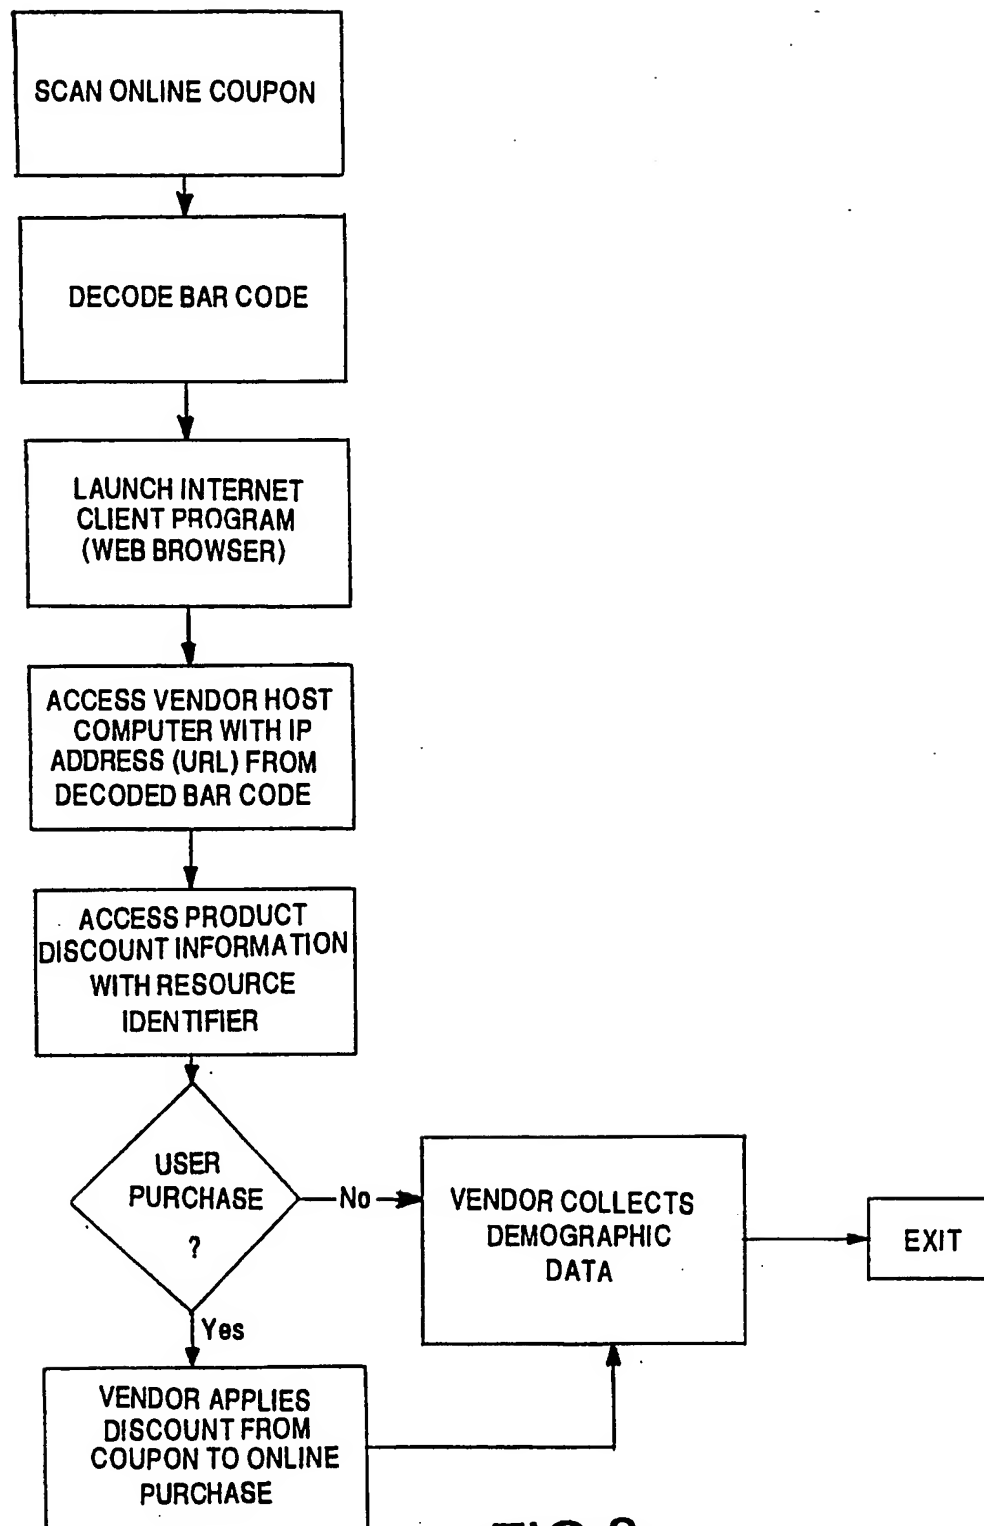 SCAN ONLINE COUPON
DECODE BAR CODE
LAUNCH INTERNET
CLIENT PROGRAM
(WEB BROWSER)
ACCESS VENDOR HOST
COMPUTER WITH IP
ADDRESS (URL) FROM
DECODED BAR CODE
ACCESS PRODUCT
DISCOUNT INFORMATION
WITH RESOURCE
IDENTIFIER
USER
PURCHASE
?
No
VENDOR COLLECTS
DEMOGRAPHIC
DATA
EXIT
Yes
VENDOR APPLIES
DISCOUNT FROM
COUPON TO ONLINE
PURCHASE